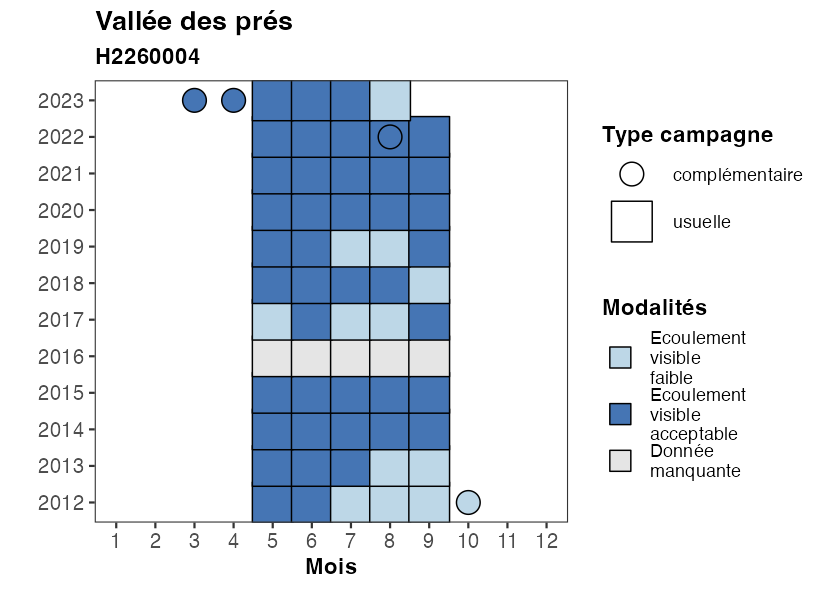 Vallée des prés
H2260004
2023
2022
2021
2020
2019
2018
2017
2016
2015
2014
2013
2012
1 2 3 4 5 6 7 8 9 10 11 12
Mois
Type campagne
complémentaire
usuelle
Modalités
Ecoulement
visible
faible
Ecoulement
visible
acceptable
Donnée
manquante